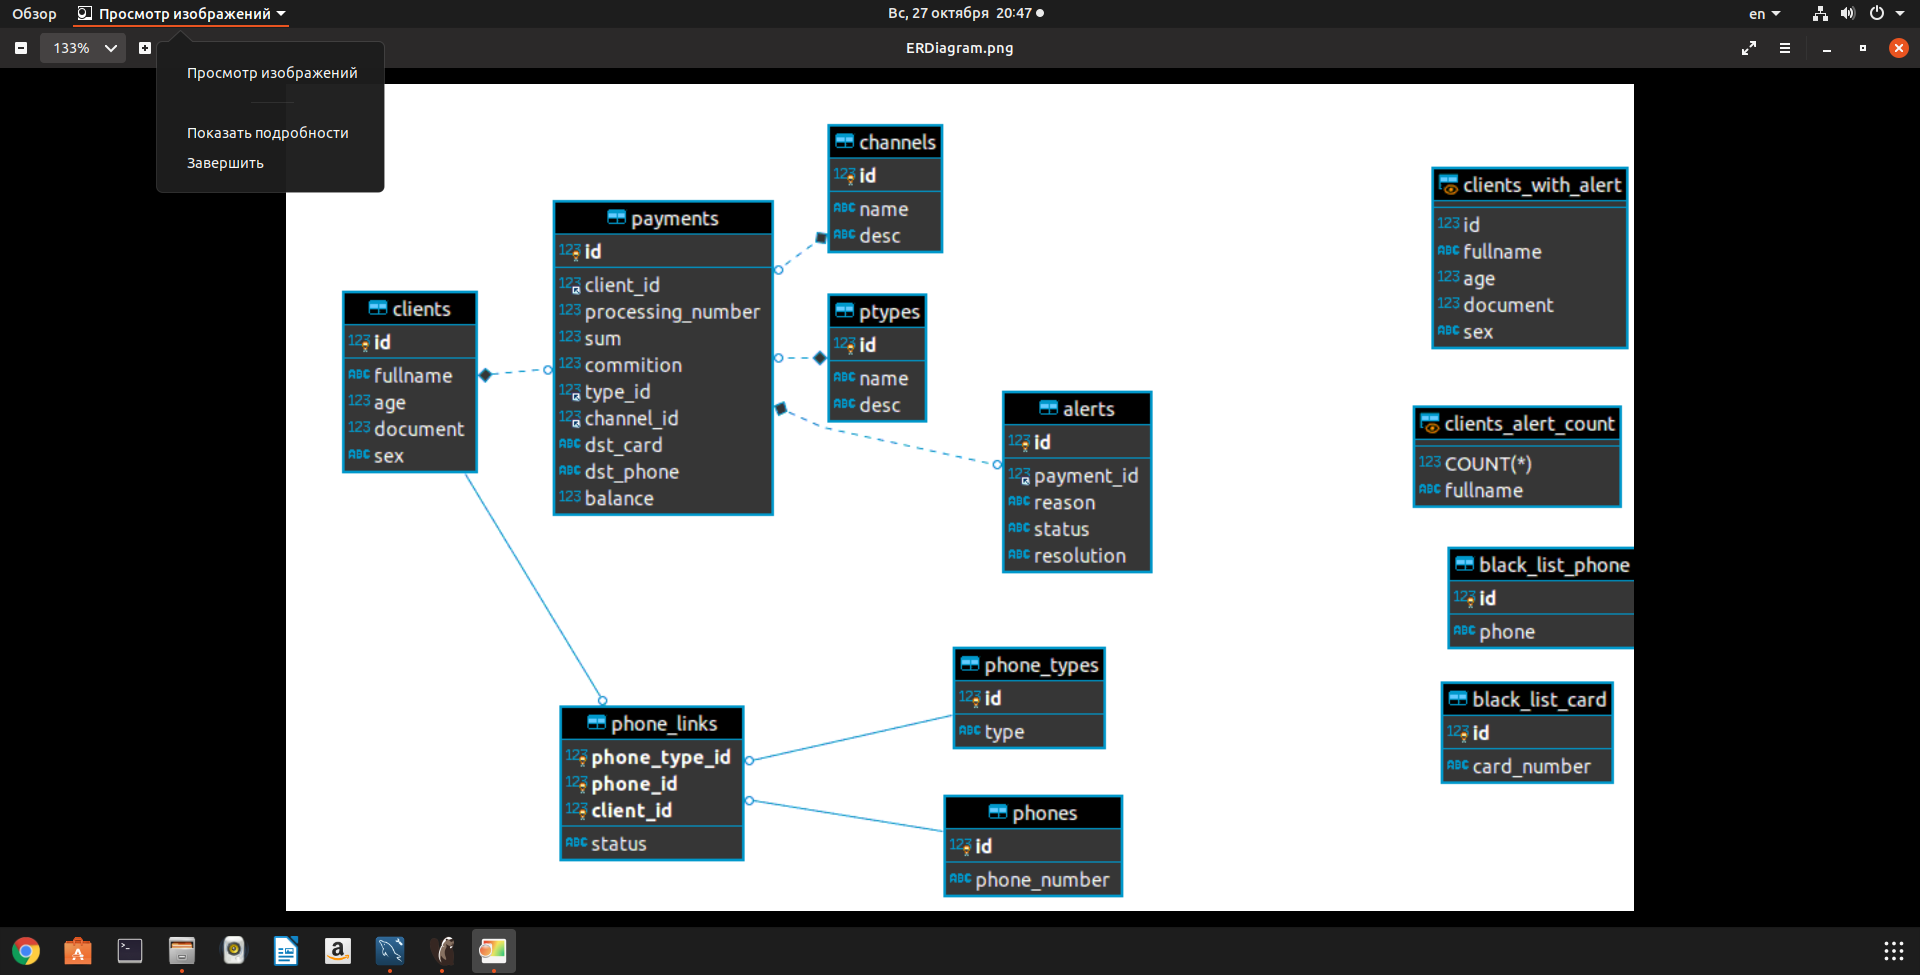 Обзор
Просмотр изображений
Вс, 27 октября 20:47
en
133%
ERDiagram.png
Просмотр изображений
Показать подробности
Завершить
channels
123 id
ABC name
ABC desc
payments
123 id
123 client_id
123 processing_number
123 sum
123 commition
123 type_id
123 channel_id
ABC dst_card
ABC dst_phone
123 balance
clients
123 id
ABC fullname
123 age
123 document
ABC sex
ptypes
123 id
ABC name
ABC desc
alerts
123 id
123 payment_id
ABC reason
ABC status
ABC resolution
clients_with_alert
123 id
ABC fullname
123 age
123 document
ABC sex
clients_alert_count
123 COUNT(*)
ABC fullname
black_list_phone
123 id
ABC phone
black_list_card
123 id
ABC card_number
phone_types
123 id
ABC type
phone_links
123 phone_type_id
123 phone_id
123 client_id
ABC status
phones
123 id
ABC phone_number